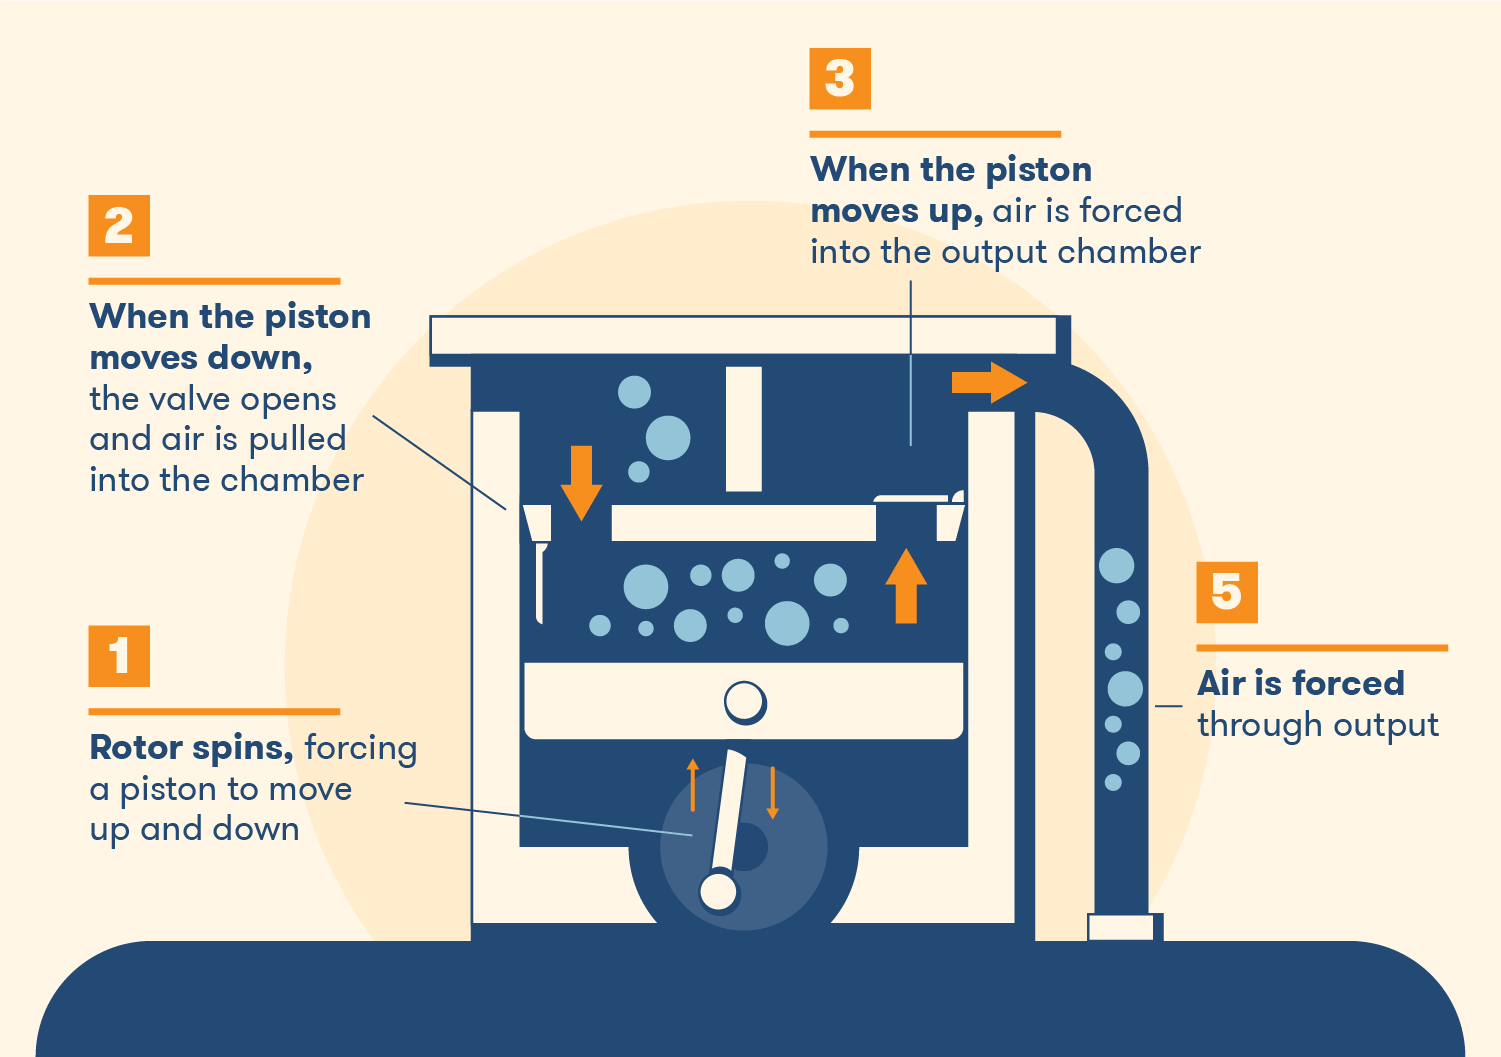 1
Rotor spins, forcing
a piston to move
up and down
2
When the piston
moves down,
the valve opens
and air is pulled
into the chamber
3
When the piston
moves up, air is forced
into the output chamber
5
Air is forced
through output